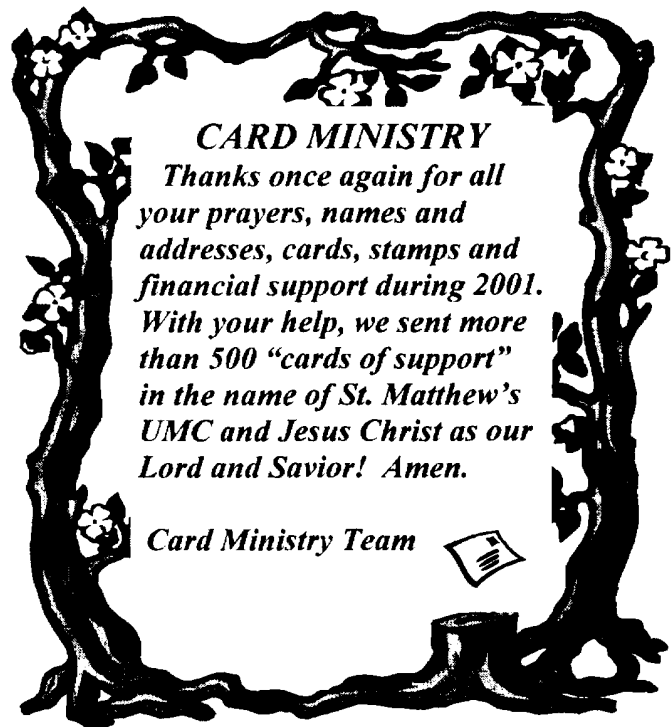 CARD MINISTRY
Thanks once again for all
your prayers, names and
addresses, cards, stamps and
financial support during 2001.
With your help, we sent more
than 500 “cards of support”
in the name of St. Matthew’s
UMC and Jesus Christ as our
Lord and Savior!  Amen.
Card Ministry Team